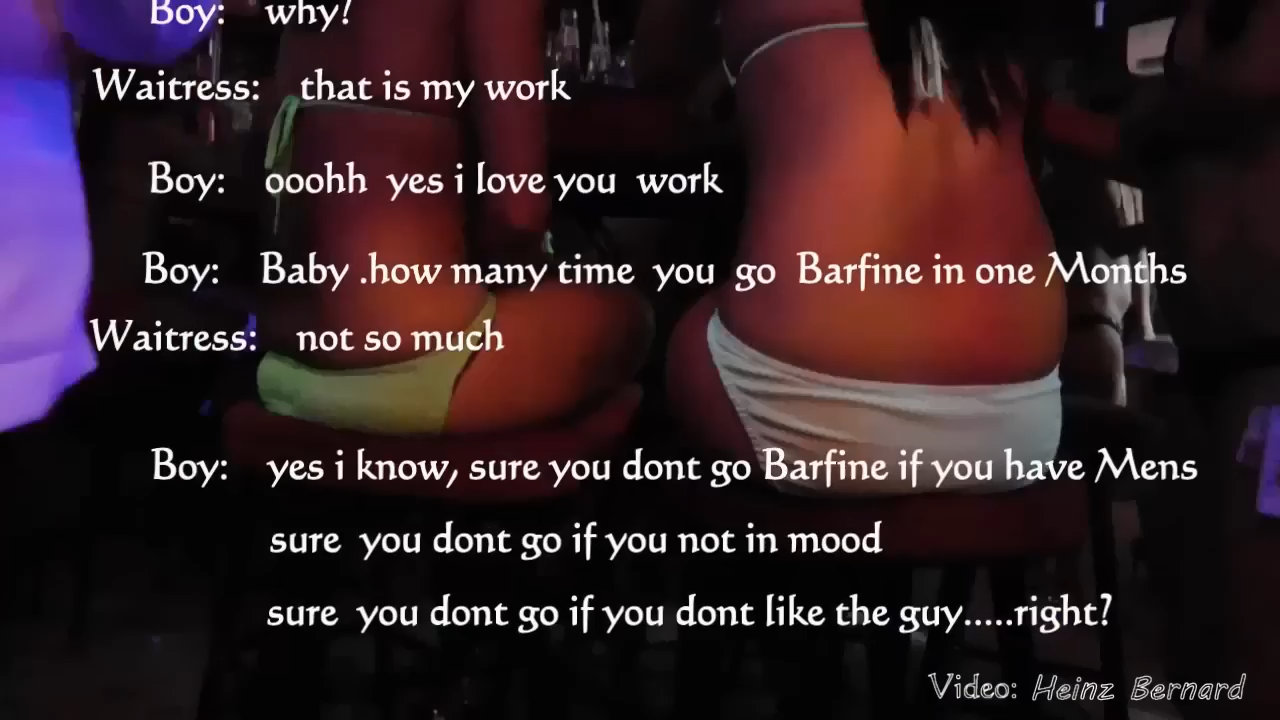 Boy: why!
Waitress: that is my work
Boy: ooohh yes i love you work
Boy: Baby .how many time you go Barfine in one Months
Waitress: not so much
Boy: yes i know, sure you dont go Barfine if you have Mens
sure you dont go if you not in mood
sure you dont go if you dont like the guy.....right?
Video: Heinz Bernard